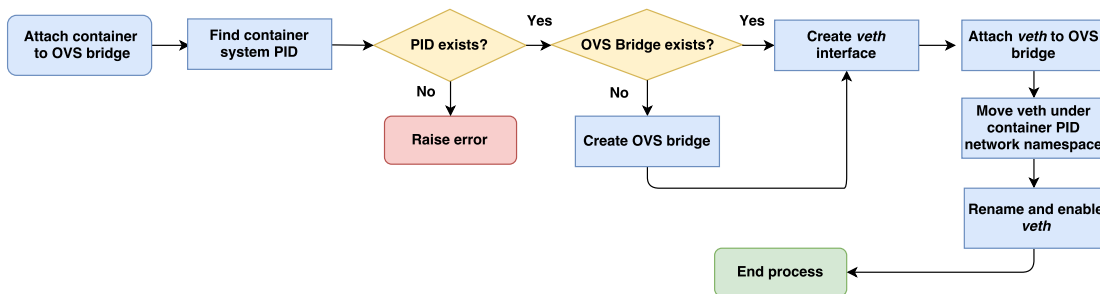 Attach container
to OVS bridge
Find container
system PID
PID exists?
Yes
No
Raise error
OVS Bridge exists?
Yes
No
Create OVS bridge
Create veth
interface
Attach veth to OVS
bridge
Move veth under
container PID
network namespace
Rename and enable
veth
End process